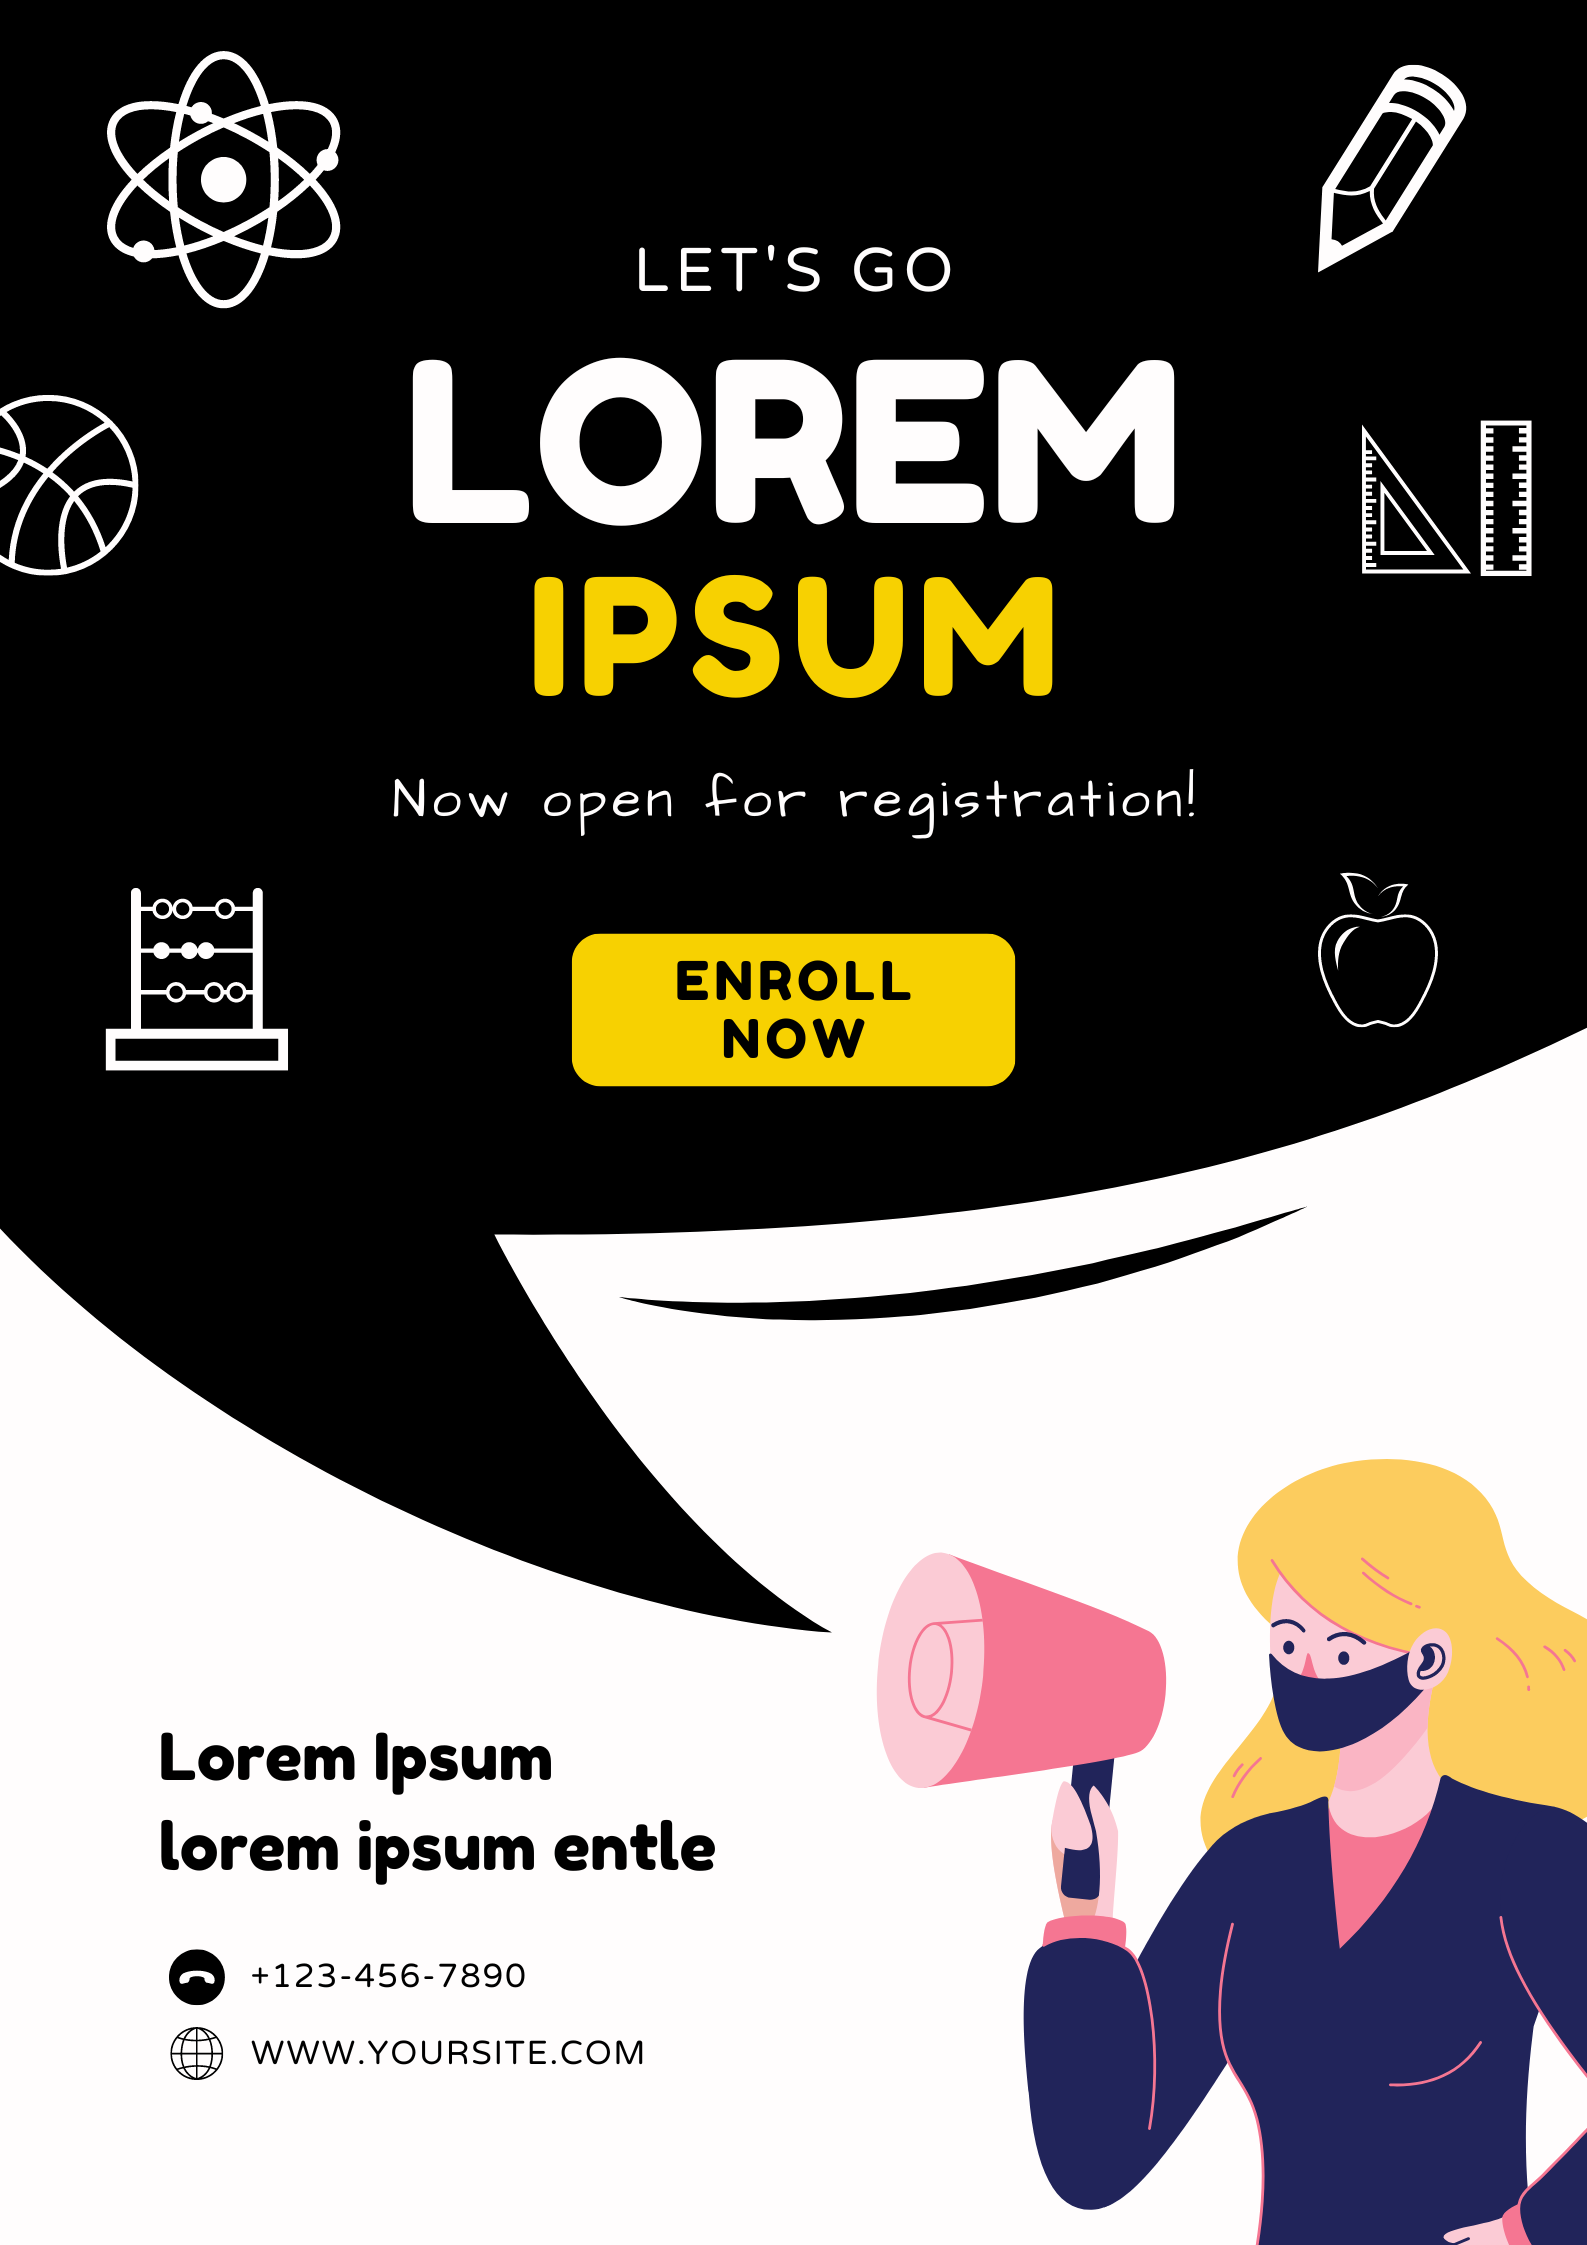 LET'S GO
LOREM
IPSUM
Now open for registration!
ENROLL
NOW
Lorem Ipsum
lorem ipsum entle
+123-456-7890
WWW.YOURSITE.COM